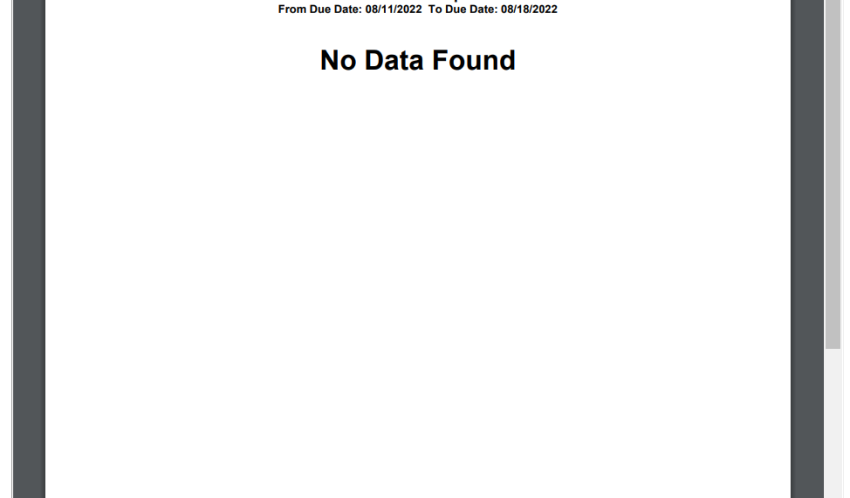 From Due Date: 08/11/2022 To Due Date: 08/18/2022
No Data Found